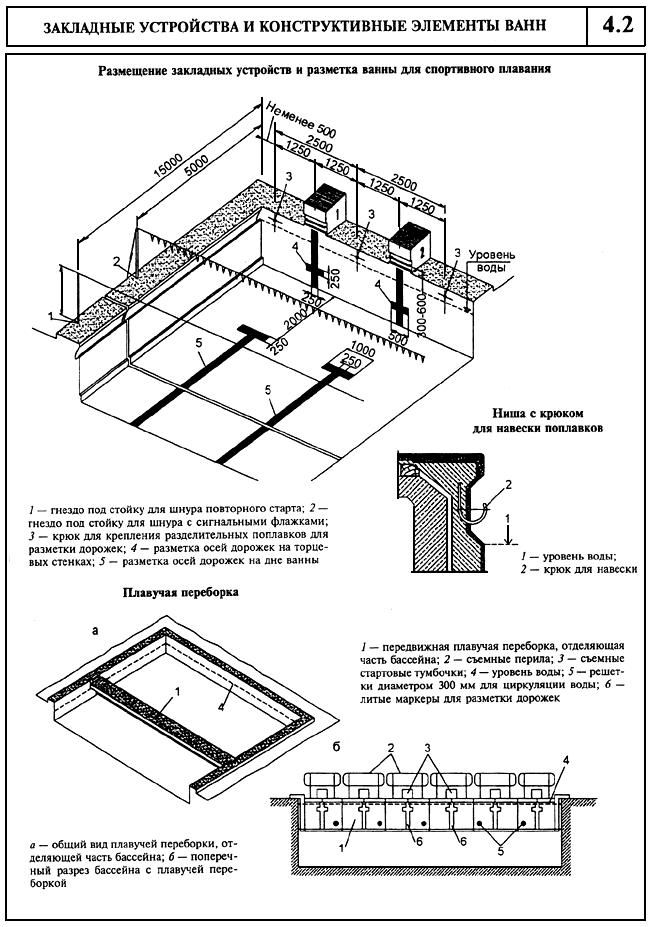 ЗАКЛАДНЫЕ УСТРОЙСТВА И КОНСТРУКТИВНЫЕ ЭЛЕМЕНТЫ ВАНН
4.2
Размещение закладных устройств и разметка ванны для спортивного плавания
Не менее 500
2500
1250
1250
2500
1250
1250
15000
5000
3
3
3
1
2
4
4
Уровень
воды
250
250
2000
250
300-600
500
1000
250
5
5
1
Ниша с крюком
для навески поплавков
2
1
1 — уровень воды;
2 — крюк для навески
1 — гнездо под стойку для шнура повторного старта; 2 —
гнездо под стойку для шнура с сигнальными флажками;
3 — крюк для крепления разделительных поплавков для
разметки дорожек; 4 — разметка осей дорожек на торце-
вых стенках; 5 — разметка осей дорожек на дне ванны
Плавучая переборка
а
1
4
1 — передвижная плавучая переборка, отделяющая
часть бассейна; 2 — съемные перила; 3 — съемные
стартовые тумбочки; 4 — уровень воды; 5 — решет-
ки диаметром 300 мм для циркуляции воды; 6 —
литые маркеры для разметки дорожек
б
2
3
4
1
6
6
5
а — общий вид плавучей переборки, от-
деляющей часть бассейна; б — попереч-
ный разрез бассейна с плавучей пере-
боркой